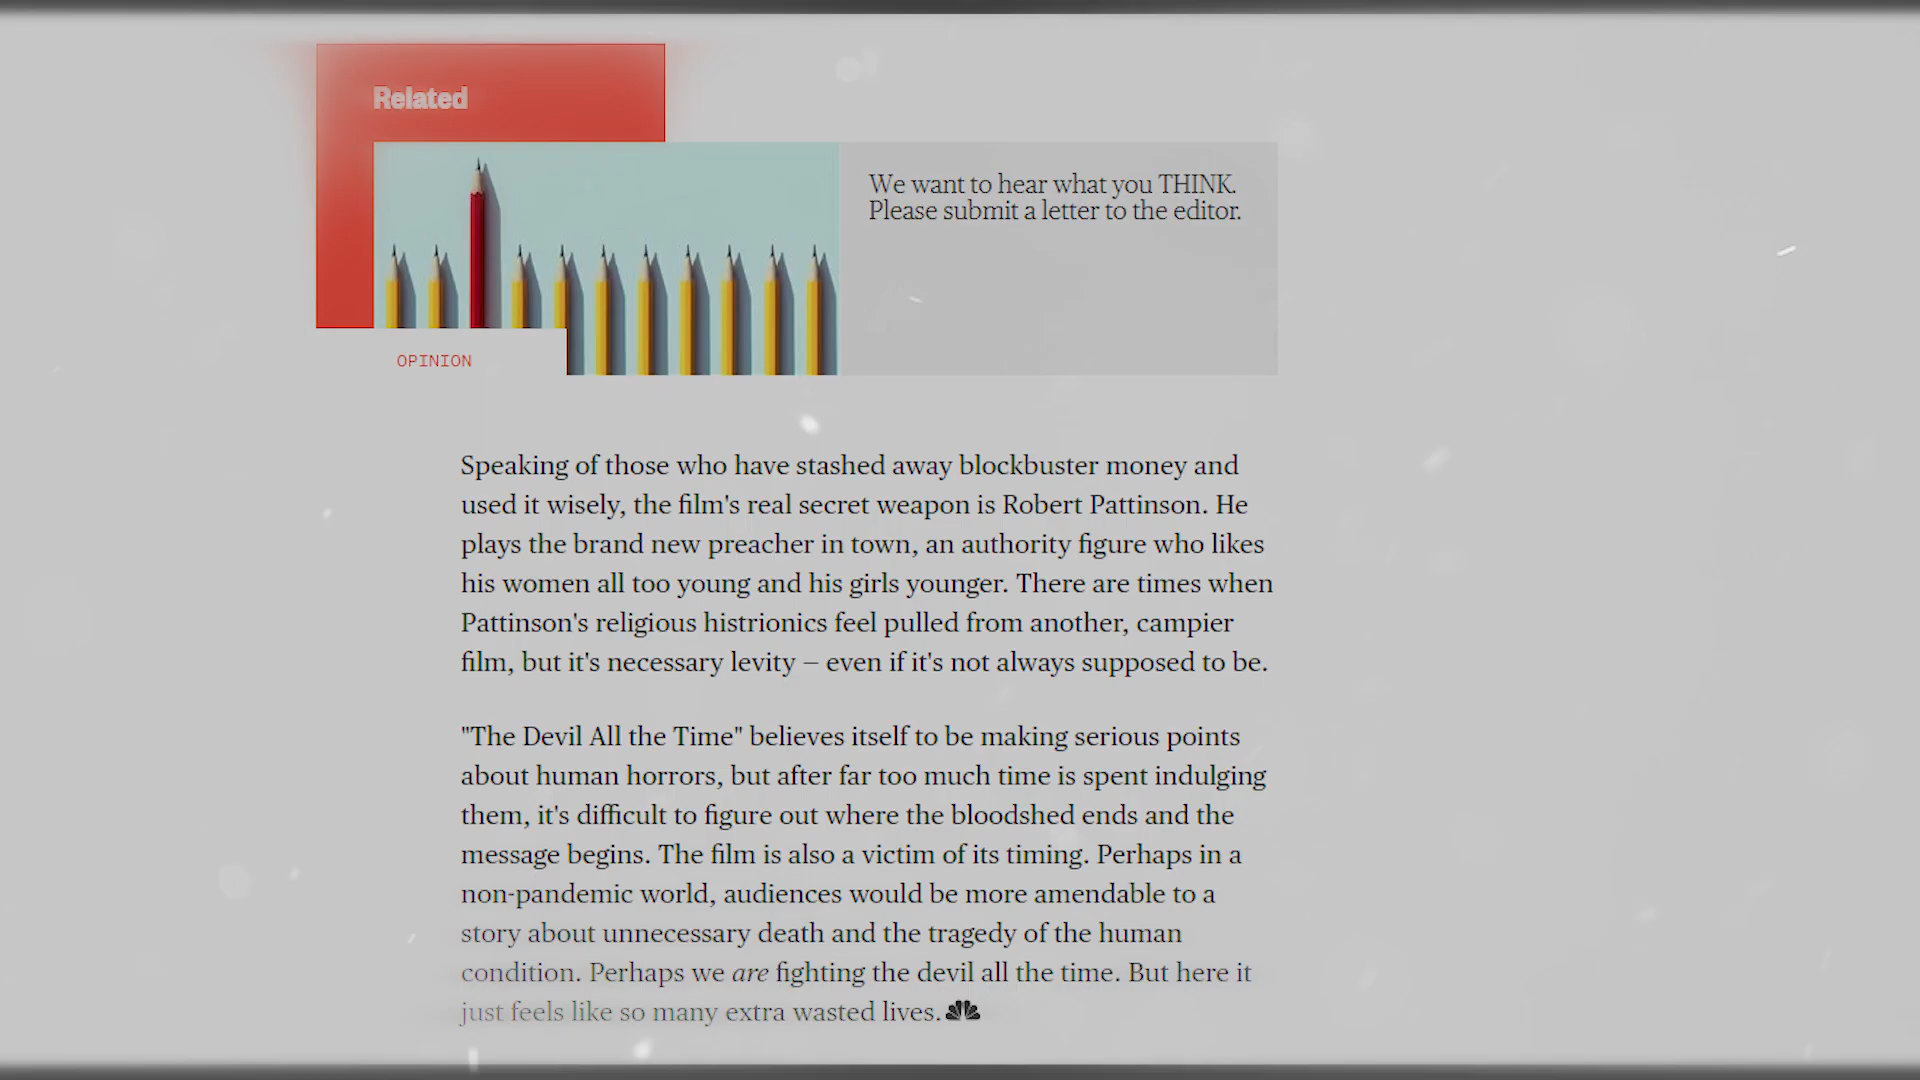 Related
We want to hear what you THINK.
Please submit a letter to the editor.
OPINION
Speaking of those who have stashed away blockbuster money and
used it wisely, the film's real secret weapon is Robert Pattinson. He
plays the brand new preacher in town, an authority figure who likes
his women all too young and his girls younger. There are times when
Pattinson's religious histrionics feel pulled from another, campier
film, but it's necessary levity — even if it's not always supposed to be.
"The Devil All the Time" believes itself to be making serious points
about human horrors, but after far too much time is spent indulging
them, it's difficult to figure out where the bloodshed ends and the
message begins. The film is also a victim of its timing. Perhaps in a
non-pandemic world, audiences would be more amendable to a
story about unnecessary death and the tragedy of the human
condition. Perhaps we are fighting the devil all the time. But here it
just feels like so many extra wasted lives.